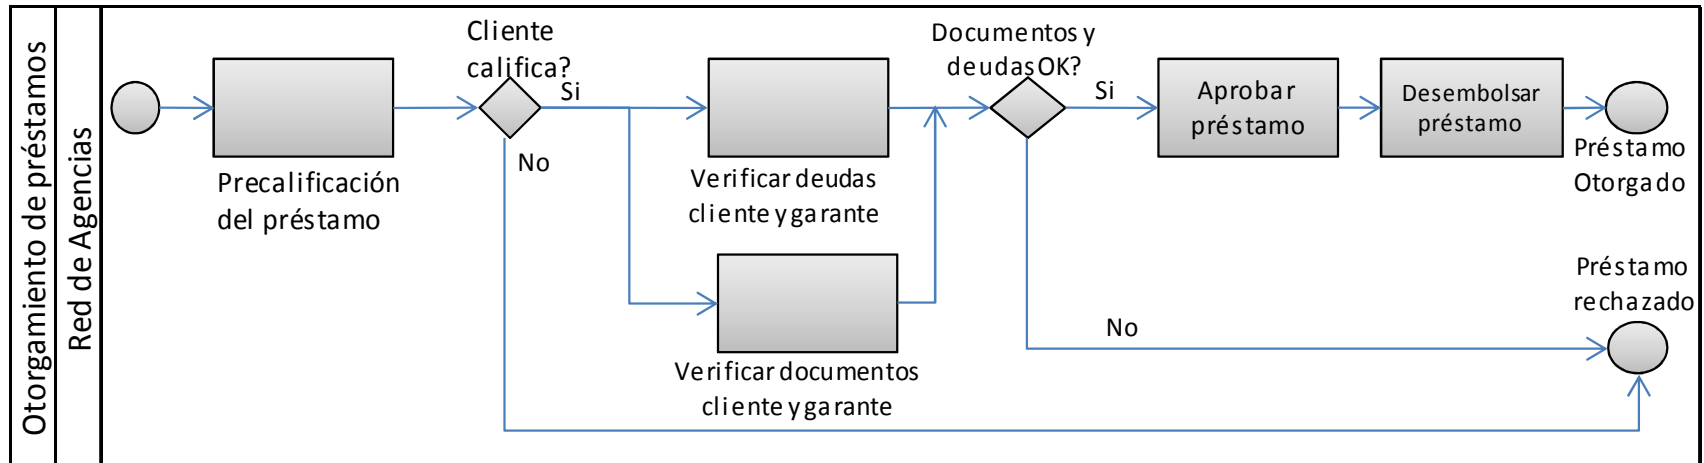 Otorgamiento de préstamos
Red de Agencias
Precalificación
del préstamo
Cliente
califica?
Si
No
Verificar deudas
cliente y garante
Verificar documentos
cliente y garante
Documentos y
deudas OK?
Si
No
Aprobar
préstamo
Desembolsar
préstamo
Préstamo
Otorgado
Préstamo
rechazado